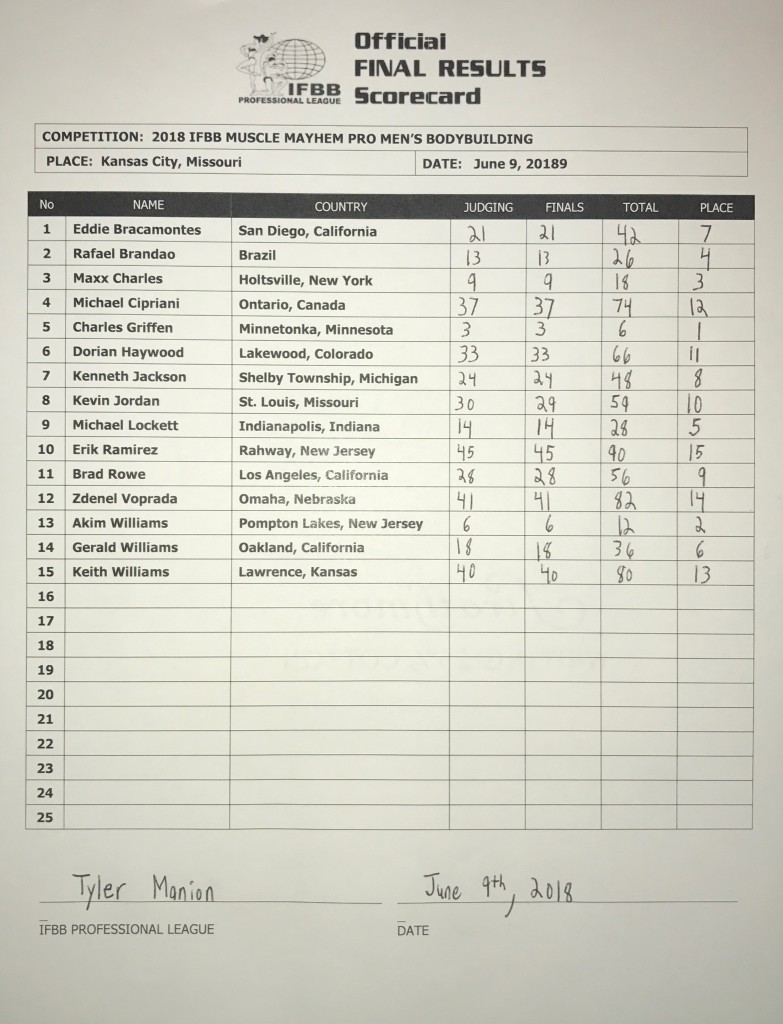 Official
FINAL RESULTS
Scorecard
IFBB
PROFESSIONAL LEAGUE
COMPETITION: 2018 IFBB MUSCLE MAYHEM PRO MEN'S BODYBUILDING
PLACE: Kansas City, Missouri DATE: June 9, 20189
No NAME COUNTRY JUDGING FINALS TOTAL PLACE
1 Eddie Bracamontes San Diego, California 21 21 42 7
2 Rafael Brandao Brazil 13 13 26 4
3 Maxx Charles Holtsville, New York 9 9 18 3
4 Michael Cipriani Ontario, Canada 37 37 74 12
5 Charles Griffen Minnetonka, Minnesota 3 3 6 1
6 Dorian Haywood Lakewood, Colorado 33 33 66 11
7 Kenneth Jackson Shelby Township, Michigan 24 24 48 8
8 Kevin Jordan St. Louis, Missouri 30 29 59 10
9 Michael Lockett Indianapolis, Indiana 14 14 28 5
10 Erik Ramirez Rahway, New Jersey 45 45 90 15
11 Brad Rowe Los Angeles, California 28 28 56 9
12 Zdenel Voprada Omaha, Nebraska 41 41 82 14
13 Akim Williams Pompton Lakes, New Jersey 6 6 12 2
14 Gerald Williams Oakland, California 18 18 36 6
15 Keith Williams Lawrence, Kansas 40 40 80 13
16
17
18
19
20
21
22
23
24
25
Tyler Manion June 9th, 2018
IFBB PROFESSIONAL LEAGUE DATE